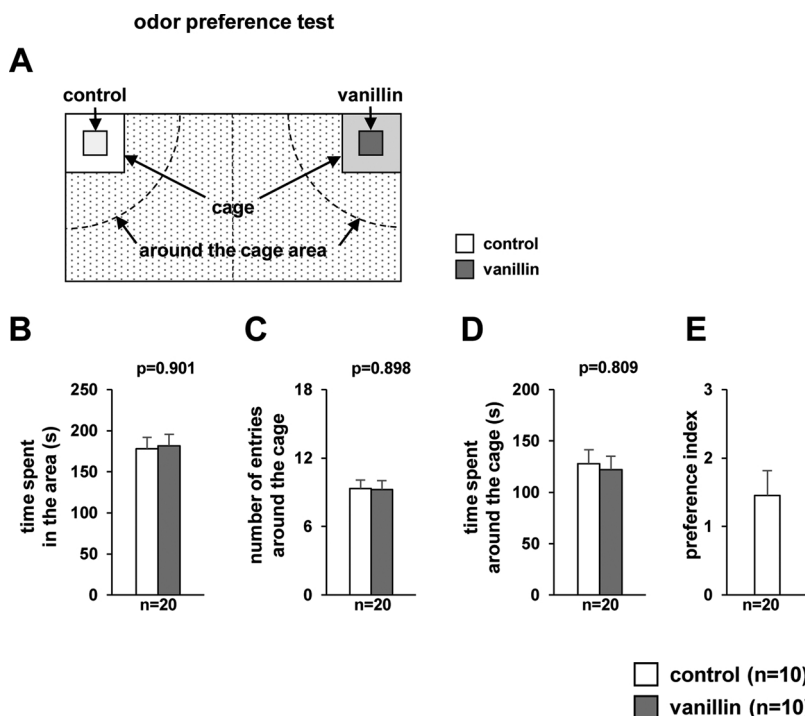 odor preference test
A
control
vanillin
cage
around the cage area
control
vanillin
B
C
D
E
p=0.901
p=0.898
p=0.809
time spent
in the area (s)
250
200
150
100
50
0
n=20
number of entries
around the cage
18
12
6
0
n=20
time spent
around the cage (s)
200
150
100
50
0
n=20
preference index
3
2
1
0
n=20
control (n=10)
vanillin (n=10)